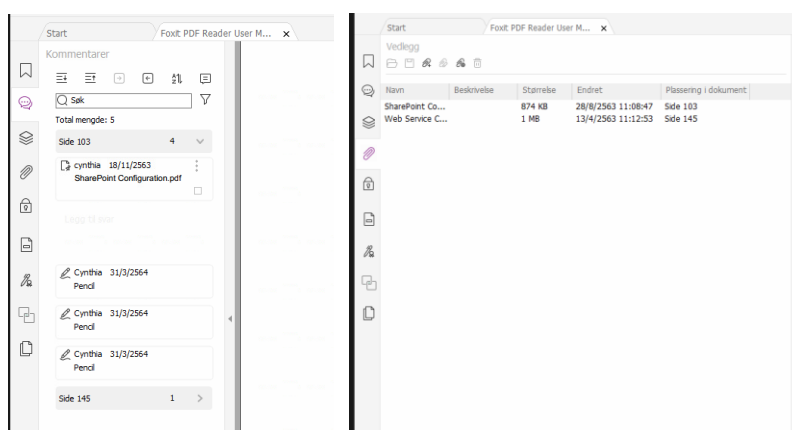 Start
Foxit PDF Reader User M...
Kommentarer
Søk
Total mengde: 5
Side 103 4
cynthia 18/11/2563
SharePoint Configuration.pdf
Legg til svar
Cynthia 31/3/2564
Pencil
Cynthia 31/3/2564
Pencil
Cynthia 31/3/2564
Pencil
Side 145 1
Start
Foxit PDF Reader User M...
Vedlegg
Navn Beskrivelse Størrelse Endret Plassering i dokument
SharePoint Co... 874 KB 28/8/2563 11:08:47 Side 103
Web Service C... 1 MB 13/4/2563 11:12:53 Side 145